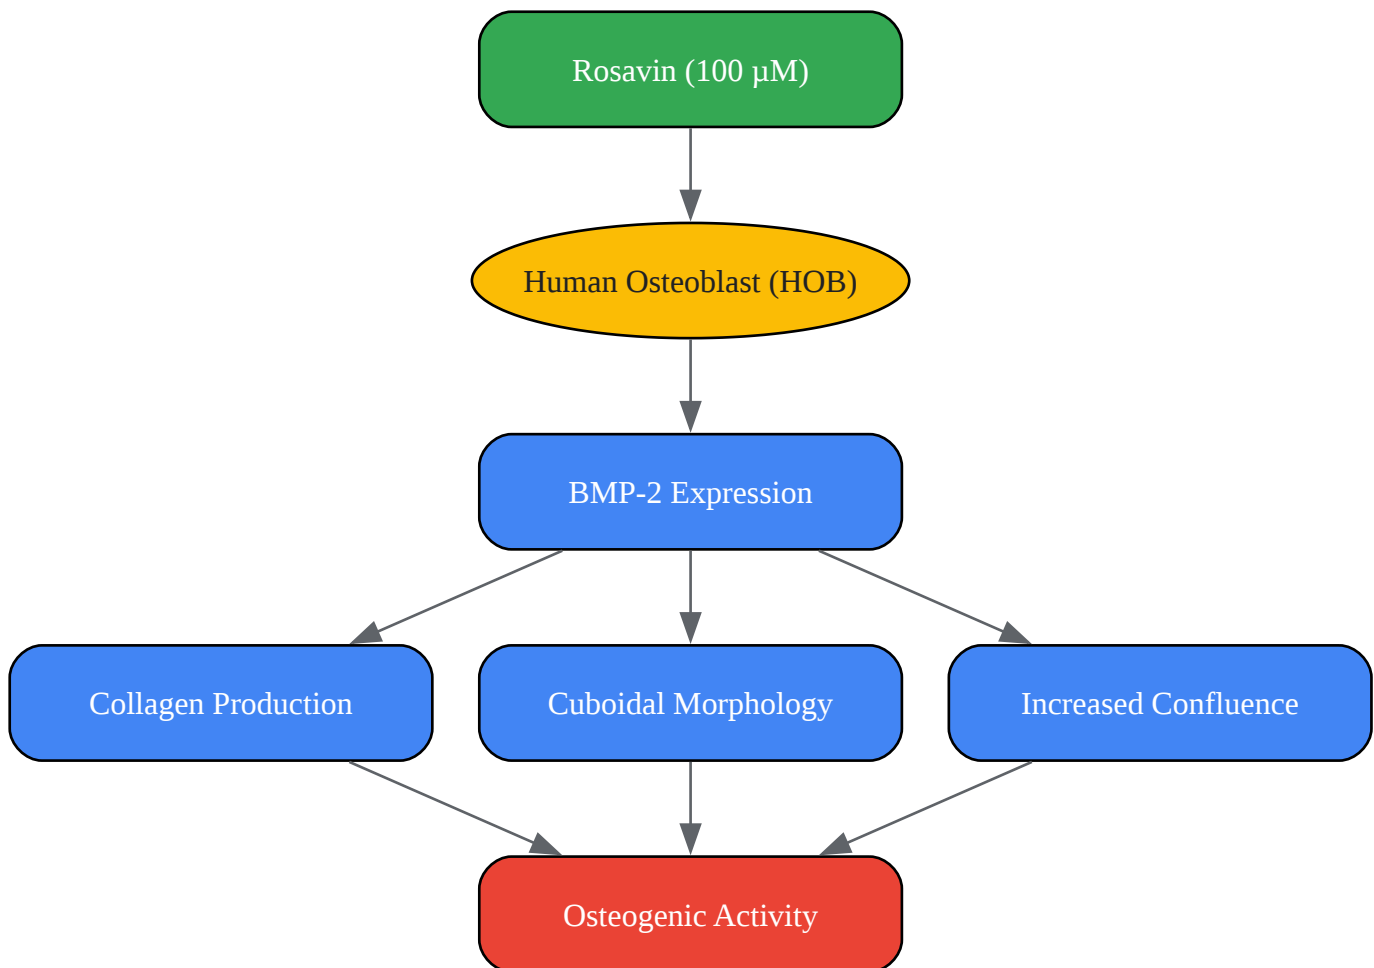 Rosavin (100 µM)
Human Osteoblast (HOB)
BMP-2 Expression
Collagen Production
Cuboidal Morphology
Increased Confluence
Osteogenic Activity